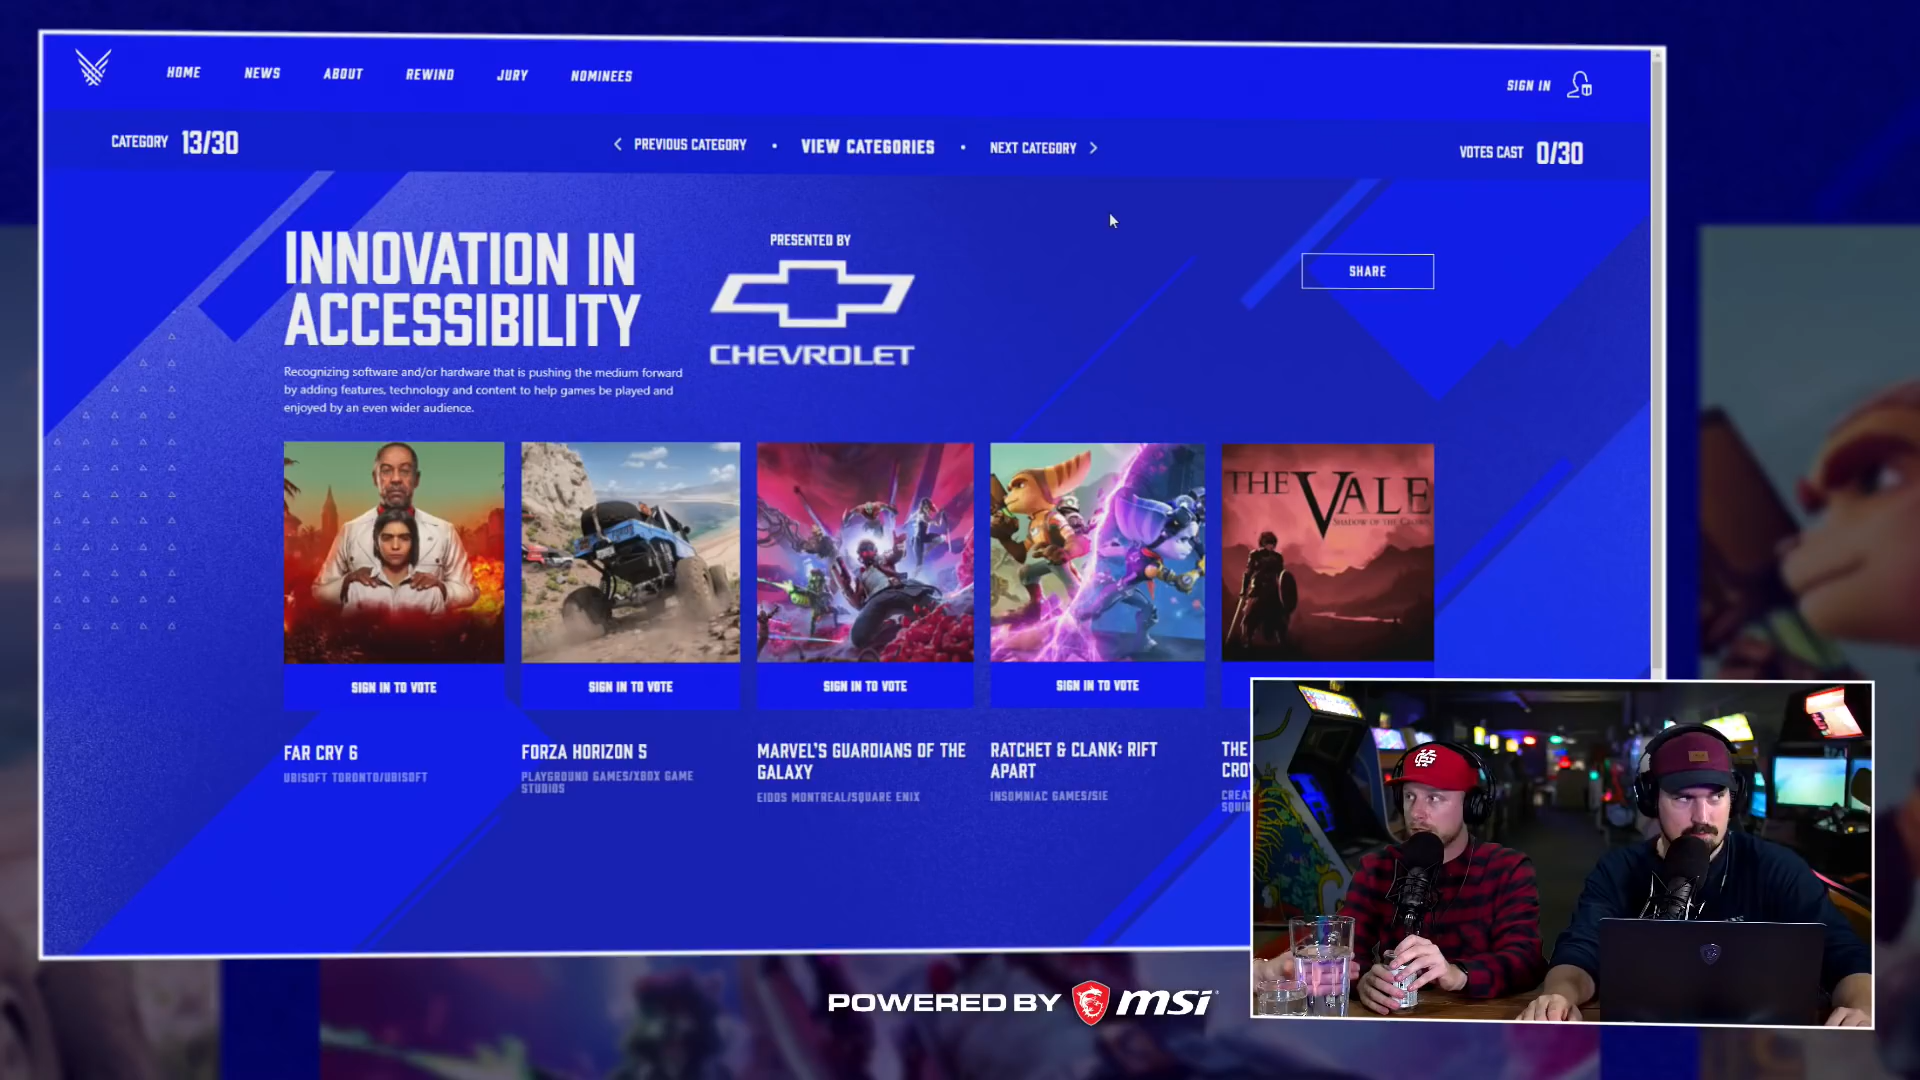 HOME NEWS ABOUT REWIND JURY NOMINEES SIGN IN
CATEGORY 13/30 PREVIOUS CATEGORY • VIEW CATEGORIES • NEXT CATEGORY VOTES CAST 0/30
INNOVATION IN
ACCESSIBILITY
PRESENTED BY
CHEVROLET
SHARE
Recognizing software and/or hardware that is pushing the medium forward
by adding features, technology and content to help games be played and
enjoyed by an even wider audience.
THE VALE
SHADOW OF THE CROWN
SIGN IN TO VOTE SIGN IN TO VOTE SIGN IN TO VOTE SIGN IN TO VOTE
FAR CRY 6
UBISOFT TORONTO/UBISOFT
FORZA HORIZON 5
PLAYGROUND GAMES/XBOX GAME
STUDIOS
MARVEL'S GUARDIANS OF THE
GALAXY
EIDOS MONTREAL/SQUARE ENIX
RATCHET & CLANK: RIFT
APART
INSOMNIAC GAMES/SIE
THE
POWERED BY msi